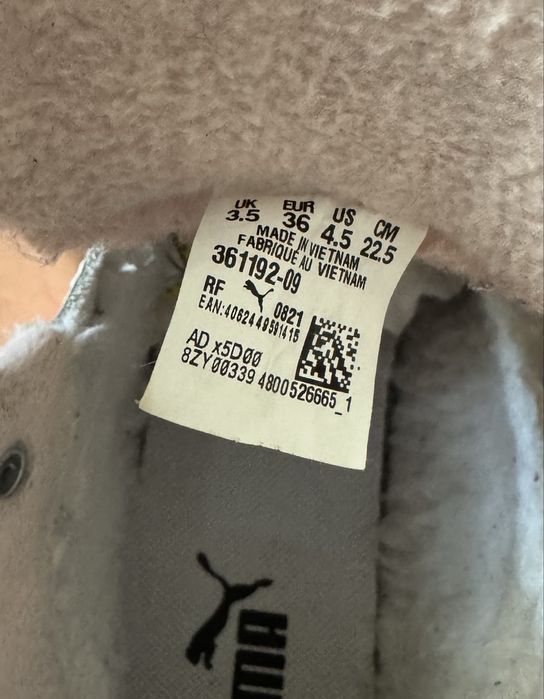 UK EUR US CM
3.5 36 4.5 22.5
MADE IN VIETNAM
FABRIQUE AU VIETNAM
361192-09
RF 0821
EAN:4062449591415
AD x5D00
8ZY00339 4800526665_1